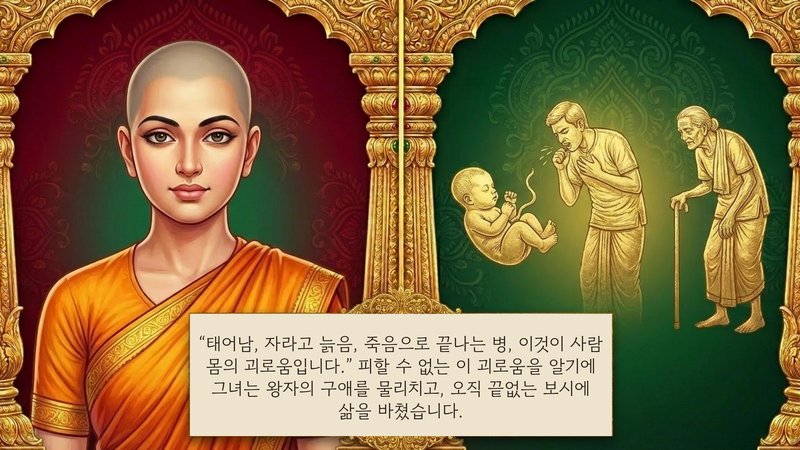 “태어남, 자라고 늙음, 죽음으로 끝나는 병, 이것이 사람
몸의 괴로움입니다.” 피할 수 없는 이 괴로움을 알기에
그녀는 왕자의 구애를 물리치고, 오직 끝없는 보시에
삶을 바쳤습니다.